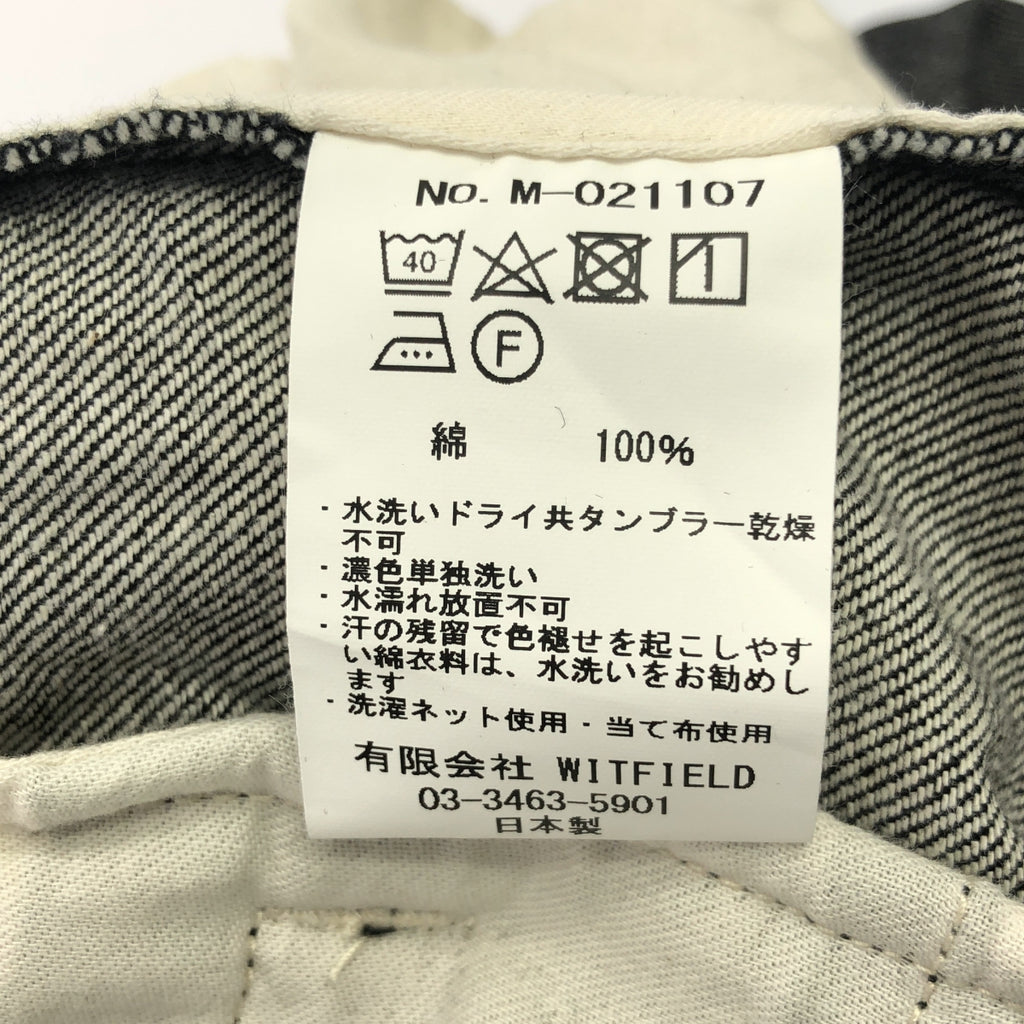 No. M-021107
40
F
綿 100%
・水洗いドライ共タンブラー乾燥
不可
・濃色単独洗い
・水濡れ放置不可
・汗の残留で色褪せを起こしやす
い綿衣料は、水洗いをお勧めし
ます
・洗濯ネット使用・当て布使用
有限会社 WITFIELD
03-3463-5901
日本製